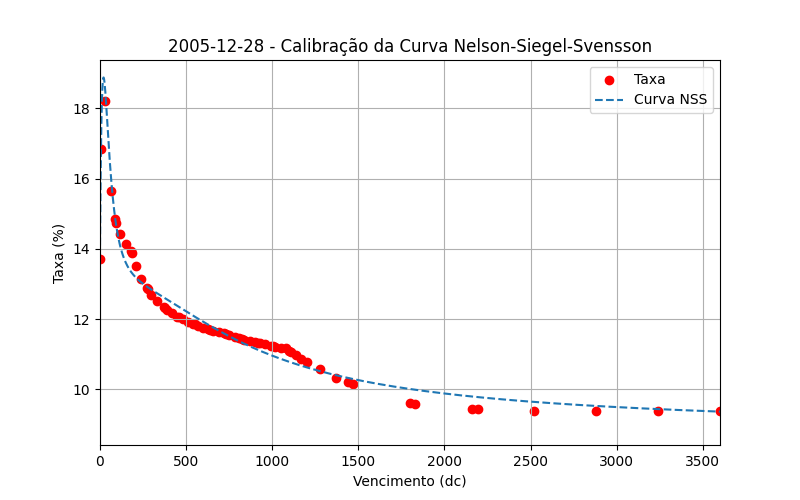 2005-12-28 - Calibração da Curva Nelson-Siegel-Svensson
Taxa
Curva NSS
Taxa (%)
18
16
14
12
10
0 500 1000 1500 2000 2500 3000 3500
Vencimento (dc)